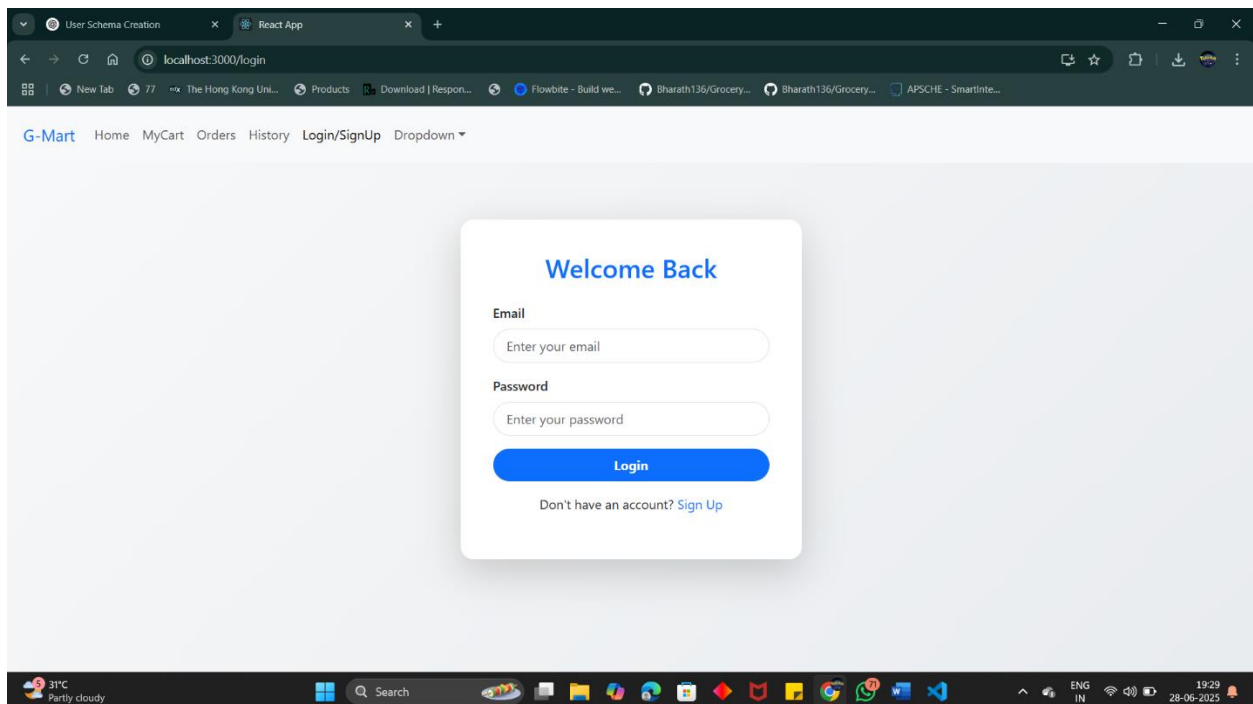 User Schema Creation
React App
localhost:3000/login
New Tab 77 The Hong Kong Uni... Products Download | Respon... Flowbite - Build we... Bharath136/Grocery... Bharath136/Grocery... APSCHE - SmartInte...
G-Mart Home MyCart Orders History Login/SignUp Dropdown
Welcome Back
Email
Enter your email
Password
Enter your password
Login
Don't have an account? Sign Up
5
31°C
Partly cloudy
Search
71
ENG
IN
19:29
28-06-2025